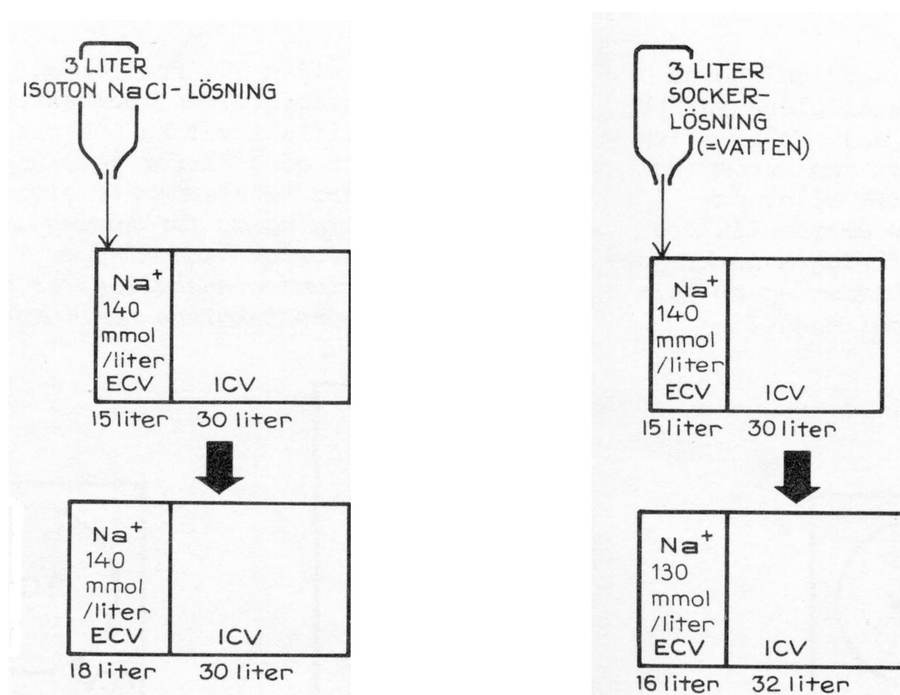 3 LITER
ISOTON NaCl-LÖSNING
Na+
140
mmol
/liter
ECV ICV
15 liter 30 liter
Na+
140
mmol
/liter
ECV ICV
18 liter 30 liter
3 LITER
SOCKER-
LÖSNING
(=VATTEN)
Na+
140
mmol
/liter
ECV ICV
15 liter 30 liter
Na+
130
mmol
/liter
ECV ICV
16 liter 32 liter